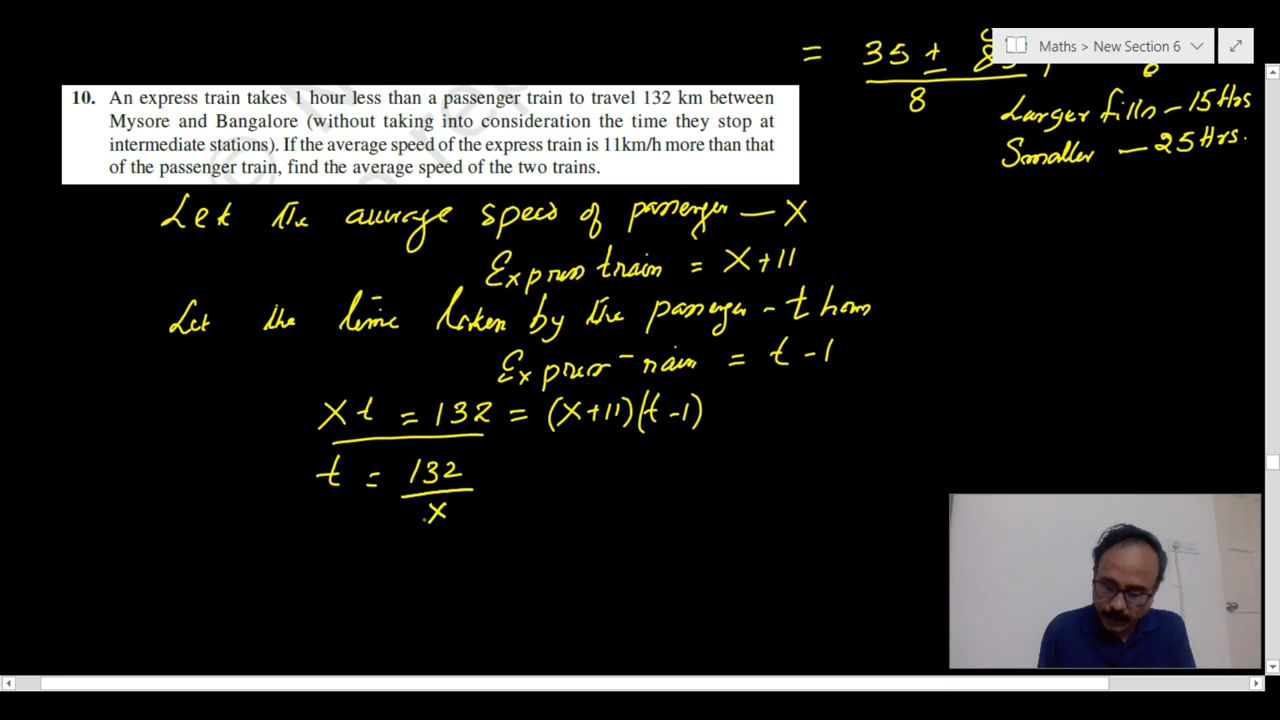 Maths > New Section 6
= 35 ±
8
Larger fills - 15 Hrs
Smaller - 25 Hrs.
10. An express train takes 1 hour less than a passenger train to travel 132 km between
Mysore and Bangalore (without taking into consideration the time they stop at
intermediate stations). If the average speed of the express train is 11km/h more than that
of the passenger train, find the average speed of the two trains.
Let the average speed of passenger - x
Express train = x+11
Let the time taken by the passenger - t hours
Express train = t-1
xt = 132 = (x+11)(t-1)
t = 132
x